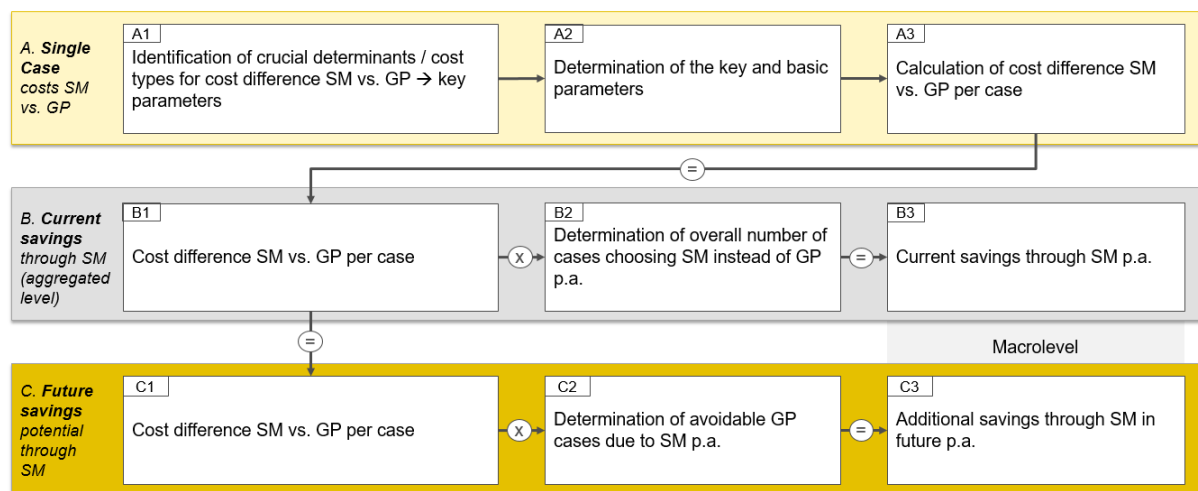 A. Single
Case
costs SM
vs. GP
A1
Identification of crucial determinants / cost
types for cost difference SM vs. GP → key
parameters
A2
Determination of the key and basic
parameters
A3
Calculation of cost difference SM
vs. GP per case
=
B. Current
savings
through SM
(aggregated
level)
B1
Cost difference SM vs. GP per case
x
B2
Determination of overall number of
cases choosing SM instead of GP
p.a.
=
B3
Current savings through SM p.a.
=
Macrolevel
C. Future
savings
potential
through
SM
C1
Cost difference SM vs. GP per case
x
C2
Determination of avoidable GP
cases due to SM p.a.
=
C3
Additional savings through SM in
future p.a.